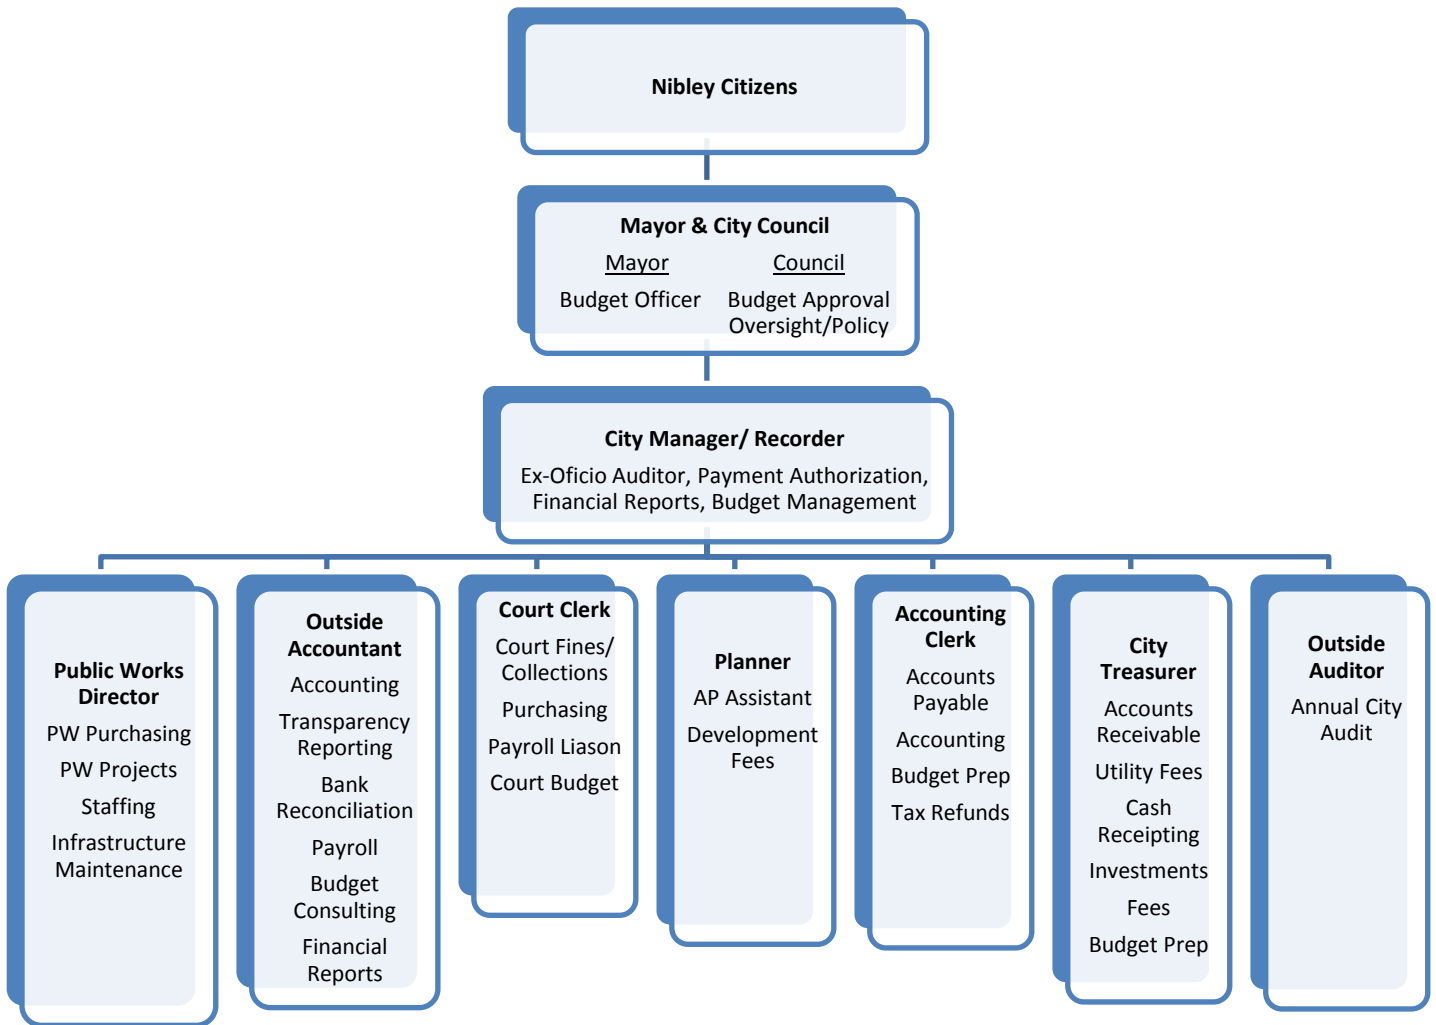 Nibley Citizens
Mayor & City Council
Mayor
Council
Budget Officer
Budget Approval
Oversight/Policy
City Manager/ Recorder
Ex-Oficio Auditor, Payment Authorization,
Financial Reports, Budget Management
Public Works
Director
PW Purchasing
PW Projects
Staffing
Infrastructure
Maintenance
Outside
Accountant
Accounting
Transparency
Reporting
Bank
Reconciliation
Payroll
Budget
Consulting
Financial
Reports
Court Clerk
Court Fines/
Collections
Purchasing
Payroll Liason
Court Budget
Planner
AP Assistant
Development
Fees
Accounting
Clerk
Accounts
Payable
Accounting
Budget Prep
Tax Refunds
City
Treasurer
Accounts
Receivable
Utility Fees
Cash
Receipting
Investments
Fees
Budget Prep
Outside
Auditor
Annual City
Audit